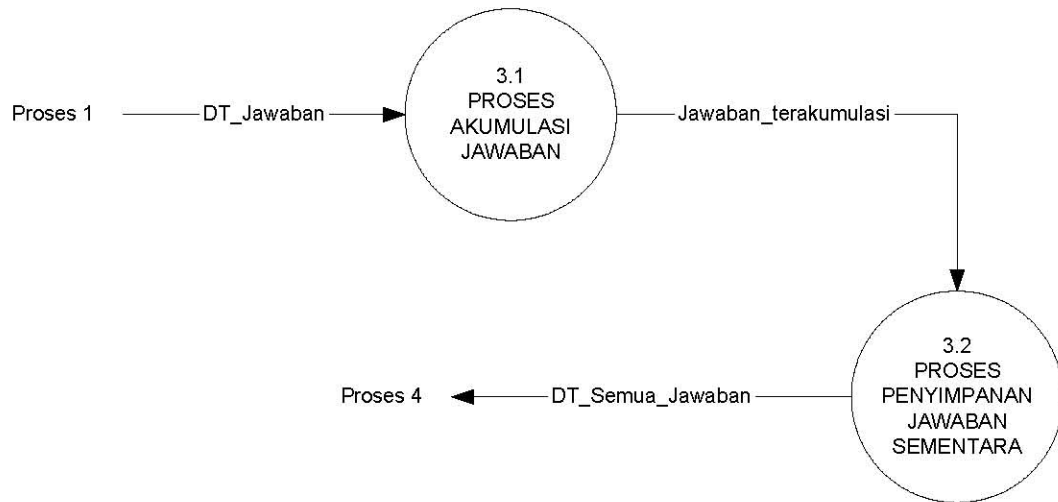 3.1
PROSES
AKUMULASI
JAWABAN
Proses 1
DT_Jawaban
Jawaban_terakumulasi
3.2
PROSES
PENYIMPANAN
JAWABAN
SEMENTARA
Proses 4
DT_Semua_Jawaban